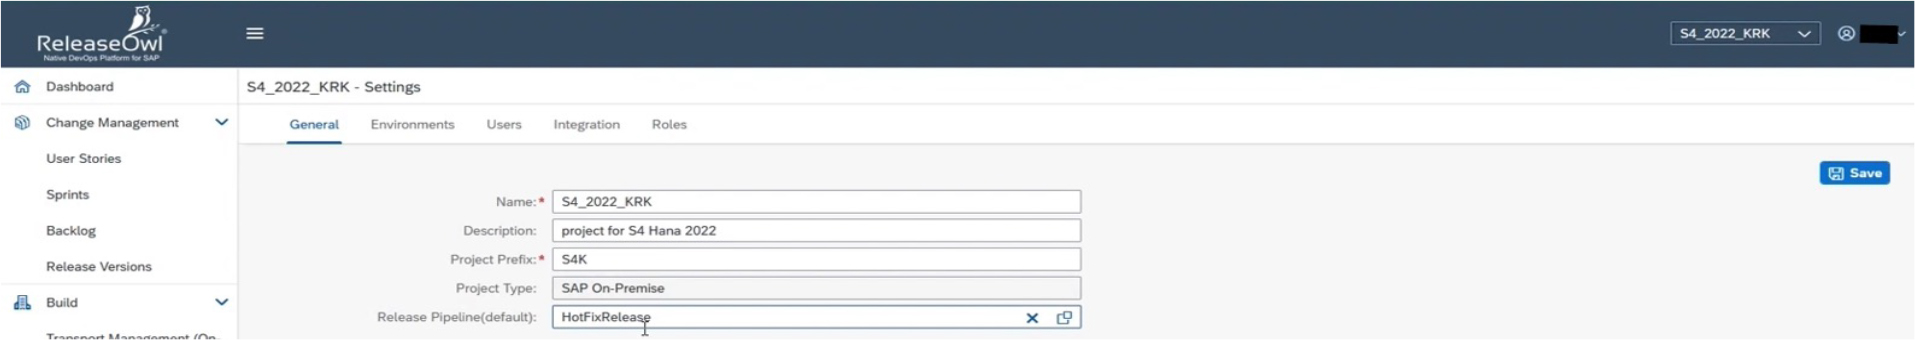 ReleaseOwl
Native DevOps Platform for SAP
S4_2022_KRK
Dashboard
Change Management
User Stories
Sprints
Backlog
Release Versions
Build
Transport Management (On-
S4_2022_KRK - Settings
General Environments Users Integration Roles
Save
Name:* S4_2022_KRK
Description: project for S4 Hana 2022
Project Prefix:* S4K
Project Type: SAP On-Premise
Release Pipeline(default): HotFixRelease